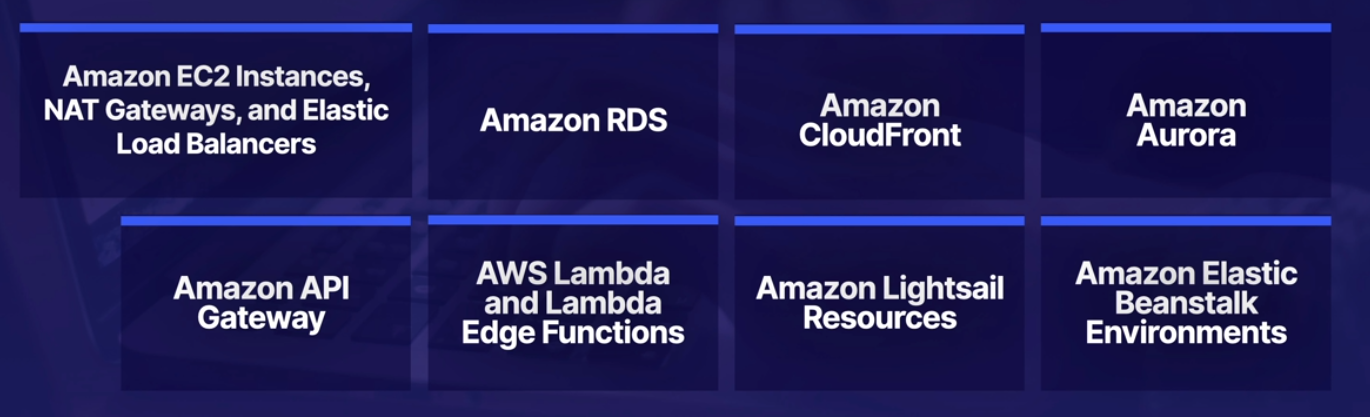 Amazon EC2 Instances,
NAT Gateways, and Elastic
Load Balancers
Amazon RDS
Amazon
CloudFront
Amazon
Aurora
Amazon API
Gateway
AWS Lambda
and Lambda
Edge Functions
Amazon Lightsail
Resources
Amazon Elastic
Beanstalk
Environments